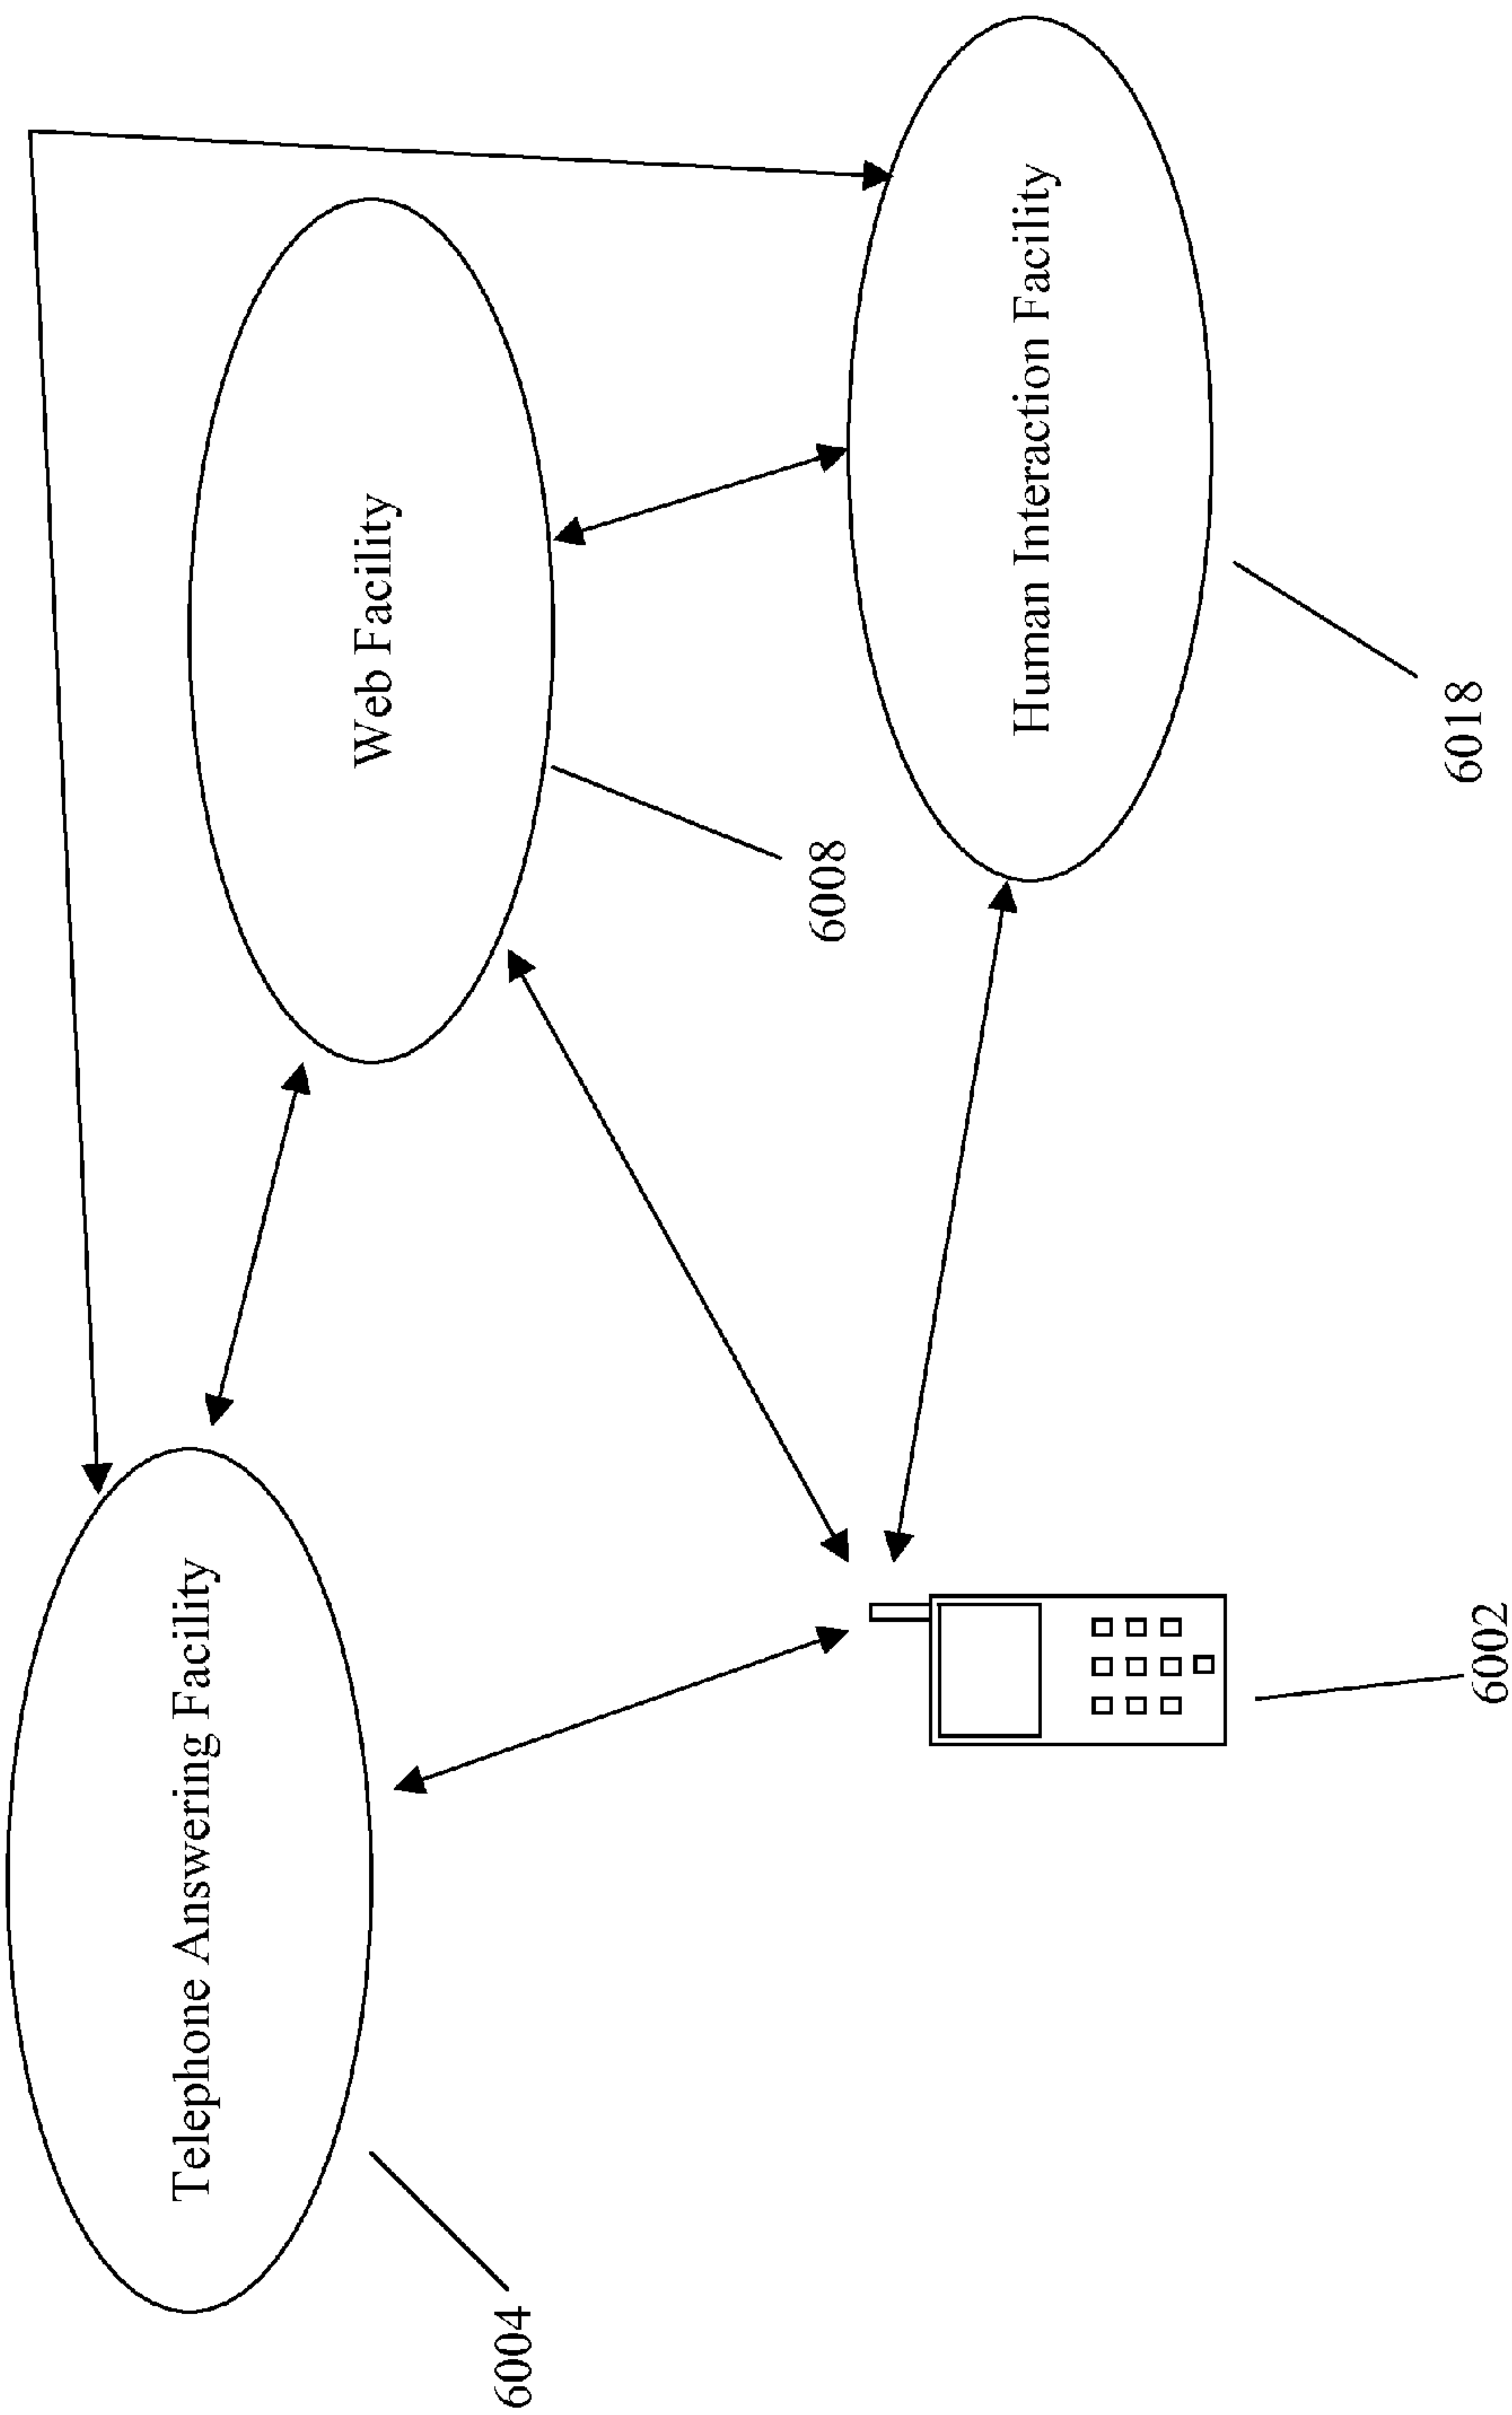 Telephone Answering Facility
Web Facility
6004
6008
Human Interaction Facility
6002
6018